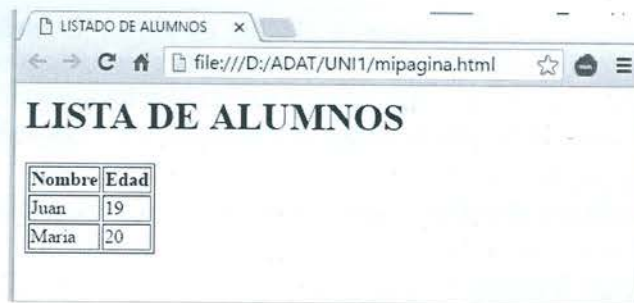 LISTADO DE ALUMNOS
file:///D:/ADAT/UNI1/mipagina.html
LISTA DE ALUMNOS
Nombre Edad
Juan 19
Maria 20